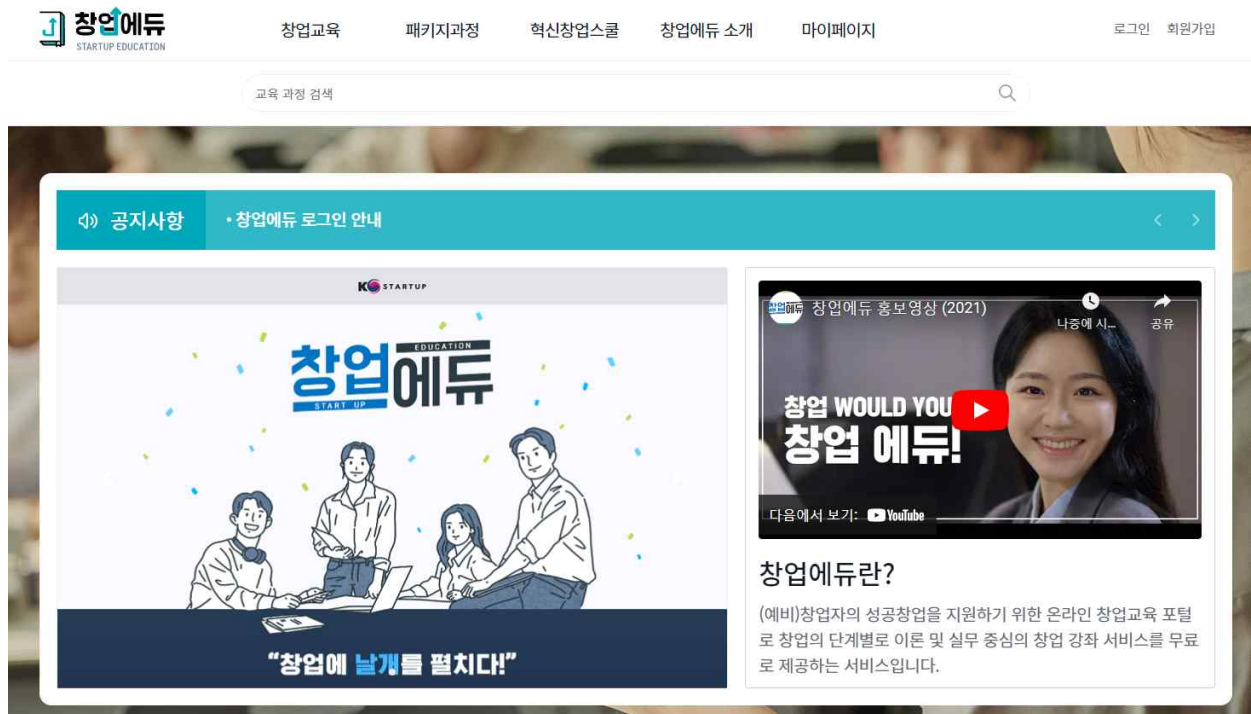 창업에듀
STARTUP EDUCATION
창업교육
패키지과정
혁신창업스쿨
창업에듀 소개
마이페이지
로그인
회원가입
교육 과정 검색
공지사항
• 창업에듀 로그인 안내
K STARTUP
EDUCATION
창업에듀
START UP
“창업에 날개를 펼치다!”
창업에듀
창업에듀 홍보영상 (2021)
나중에 시...
공유
창업 WOULD YOU
창업 에듀!
다음에서 보기: YouTube
창업에듀란?
(예비)창업자의 성공창업을 지원하기 위한 온라인 창업교육 포털
로 창업의 단계별로 이론 및 실무 중심의 창업 강좌 서비스를 무료
로 제공하는 서비스입니다.